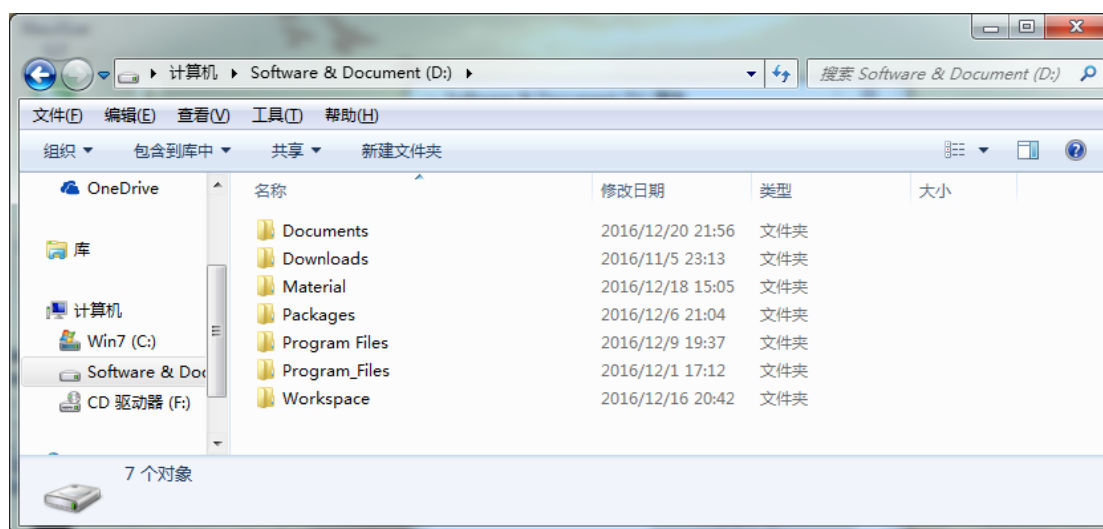 计算机 Software & Document (D:)
搜索 Software & Document (D:)
文件(F) 编辑(E) 查看(V) 工具(T) 帮助(H)
组织 包含到库中 共享 新建文件夹
OneDrive
库
计算机
Win7 (C:)
Software & Doc
CD 驱动器 (F:)
名称 修改日期 类型 大小
Documents 2016/12/20 21:56 文件夹
Downloads 2016/11/5 23:13 文件夹
Material 2016/12/18 15:05 文件夹
Packages 2016/12/6 21:04 文件夹
Program Files 2016/12/9 19:37 文件夹
Program_Files 2016/12/1 17:12 文件夹
Workspace 2016/12/16 20:42 文件夹
7 个对象